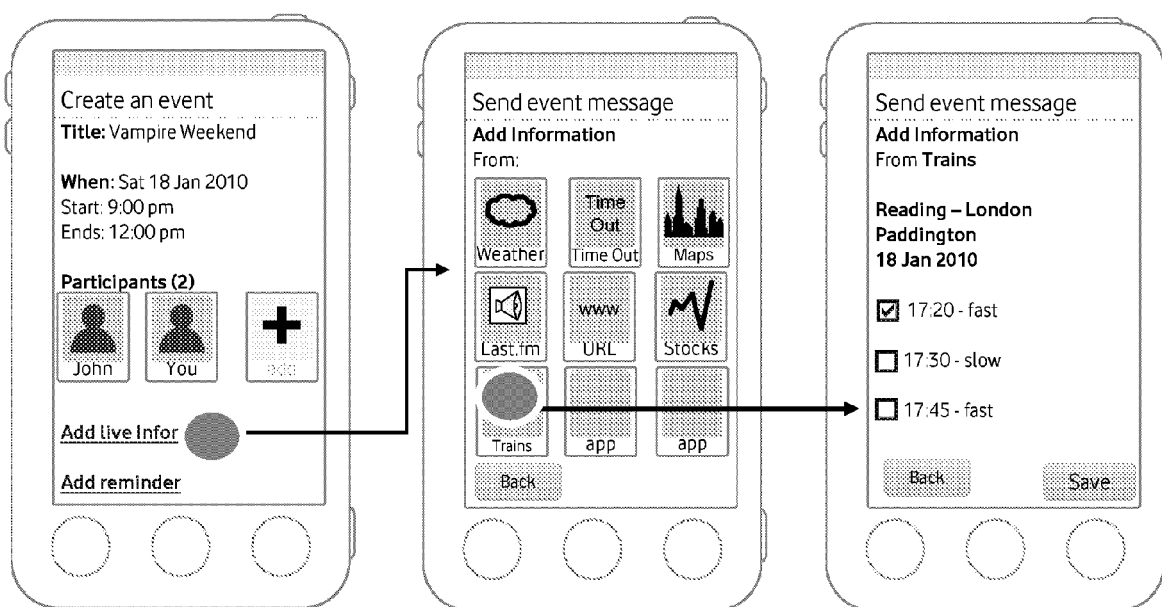 Create an event
Title: Vampire Weekend
When: Sat 18 Jan 2010
Start: 9:00 pm
Ends: 12:00 pm
Participants (2)
John
You
add
Add live Infor
Add reminder
Send event message
Add Information
From:
Weather
Time
Out
Time Out
Maps
Last.fm
www
URL
Stocks
Trains
app
app
Back
Send event message
Add Information
From Trains
Reading – London
Paddington
18 Jan 2010
17:20 - fast
17:30 - slow
17:45 - fast
Back
Save